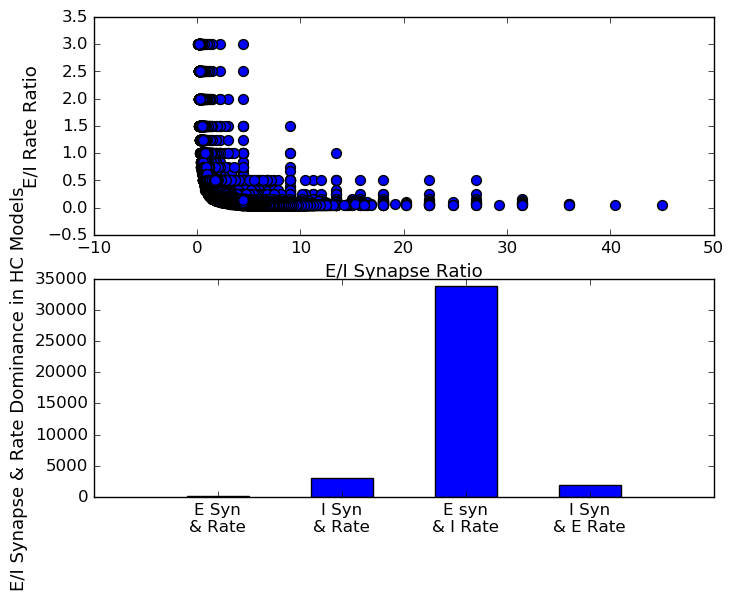 E/I Rate Ratio
3.5
3.0
2.5
2.0
1.5
1.0
0.5
0.0
−0.5
−10 0 10 20 30 40 50
E/I Synapse Ratio
E/I Synapse & Rate Dominance in HC Models
35000
30000
25000
20000
15000
10000
5000
0
E Syn I Syn E syn I Syn
& Rate & Rate & I Rate & E Rate